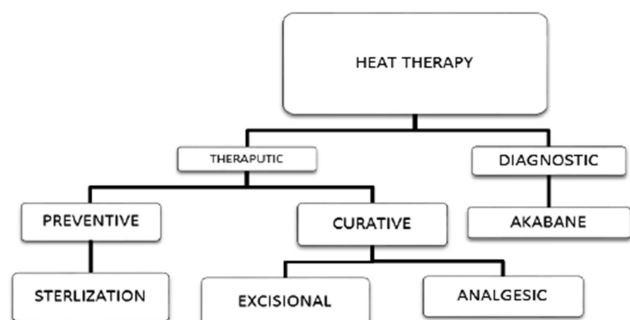 HEAT THERAPY
THERAPUTIC
DIAGNOSTIC
PREVENTIVE
CURATIVE
AKABANE
STERLIZATION
EXCISIONAL
ANALGESIC